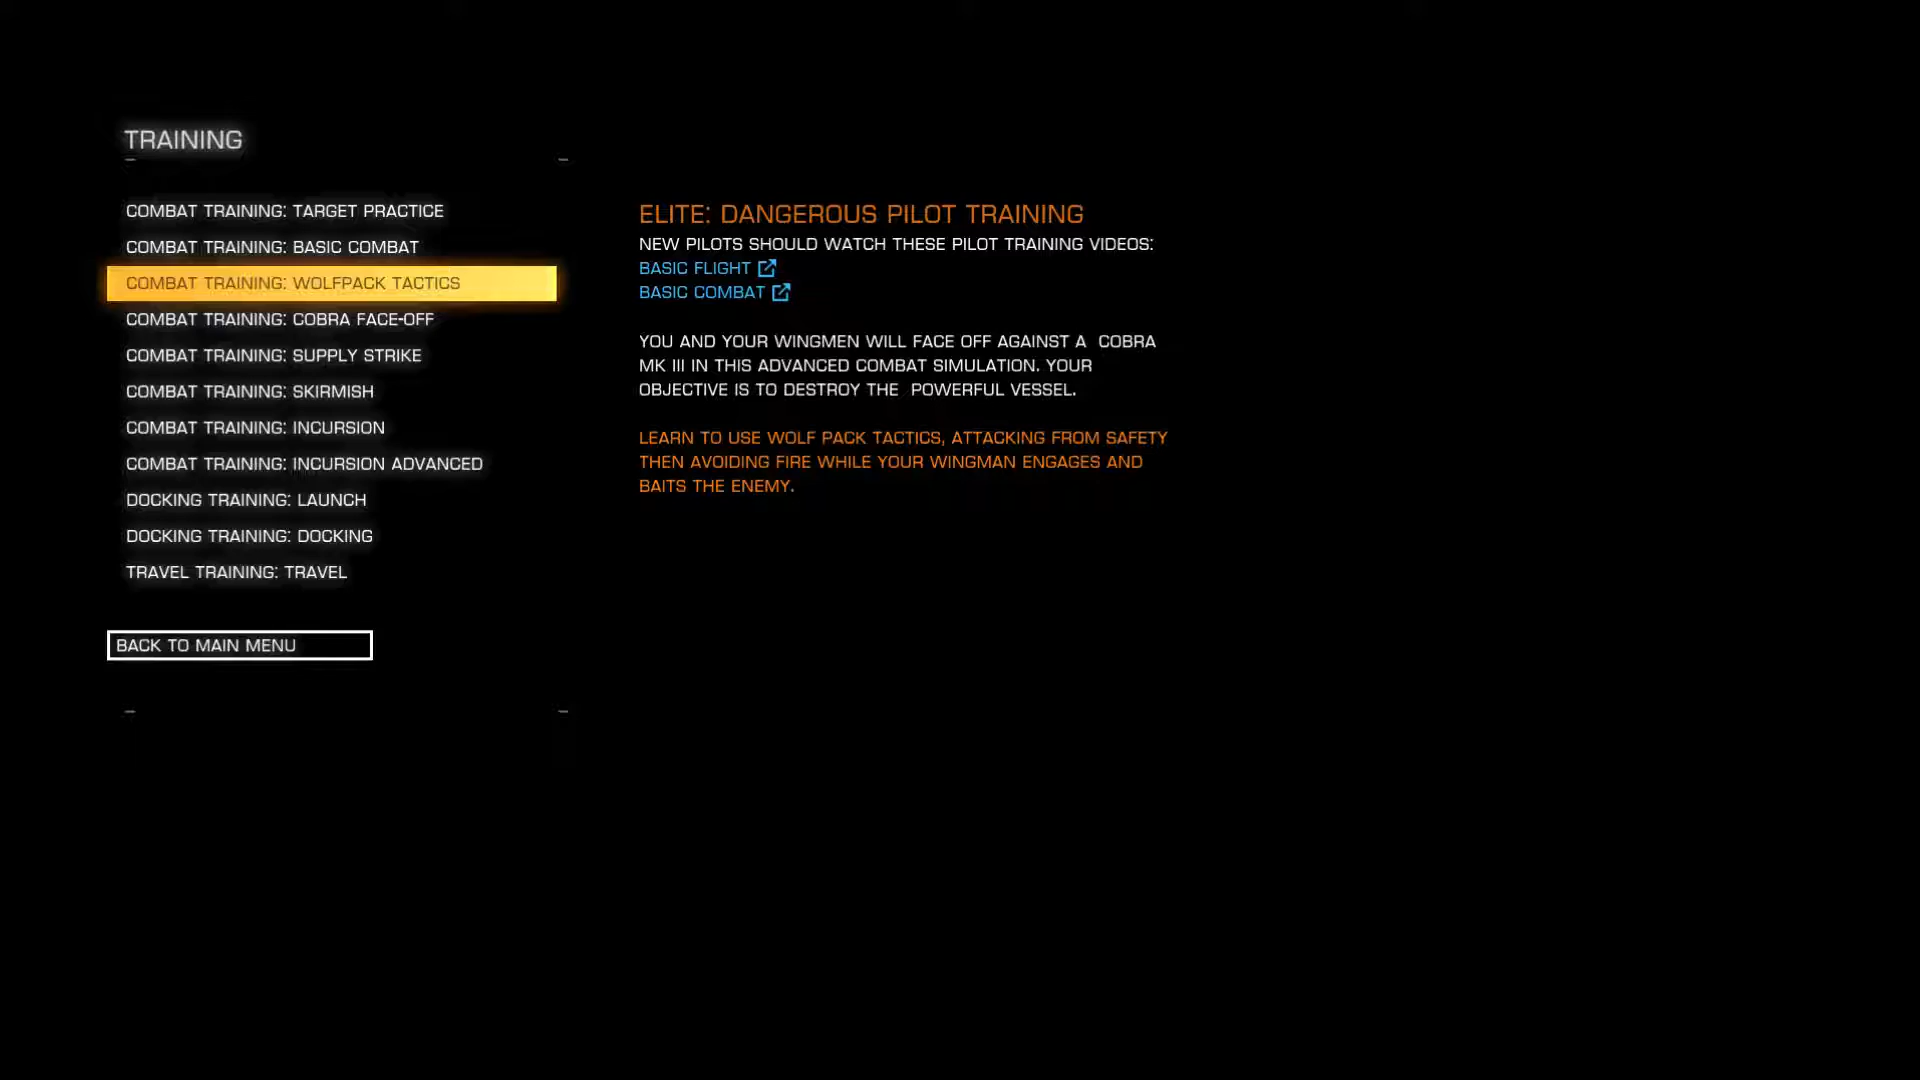 TRAINING
COMBAT TRAINING: TARGET PRACTICE
COMBAT TRAINING: BASIC COMBAT
COMBAT TRAINING: WOLFPACK TACTICS
COMBAT TRAINING: COBRA FACE-OFF
COMBAT TRAINING: SUPPLY STRIKE
COMBAT TRAINING: SKIRMISH
COMBAT TRAINING: INCURSION
COMBAT TRAINING: INCURSION ADVANCED
DOCKING TRAINING: LAUNCH
DOCKING TRAINING: DOCKING
TRAVEL TRAINING: TRAVEL
BACK TO MAIN MENU
ELITE: DANGEROUS PILOT TRAINING
NEW PILOTS SHOULD WATCH THESE PILOT TRAINING VIDEOS:
BASIC FLIGHT
BASIC COMBAT
YOU AND YOUR WINGMEN WILL FACE OFF AGAINST A COBRA
MK III IN THIS ADVANCED COMBAT SIMULATION. YOUR
OBJECTIVE IS TO DESTROY THE POWERFUL VESSEL.
LEARN TO USE WOLF PACK TACTICS, ATTACKING FROM SAFETY
THEN AVOIDING FIRE WHILE YOUR WINGMAN ENGAGES AND
BAITS THE ENEMY.